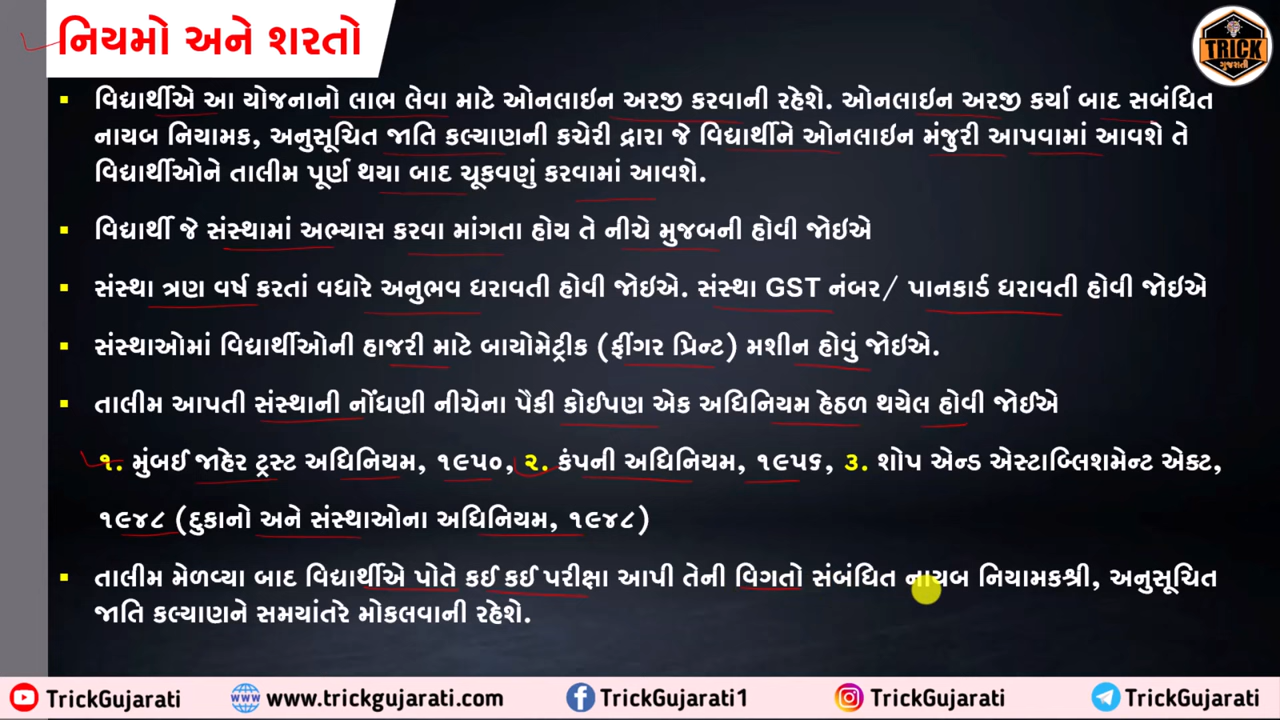 નિયમો અને શરતો
TRICK
ગુજરાતી
▪ વિદ્યાર્થીએ આ યોજનાનો લાભ લેવા માટે ઓનલાઇન અરજી કરવાની રહેશે. ઓનલાઇન અરજી કર્યા બાદ સબંધિત
નાયબ નિયામક, અનુસૂચિત જાતિ કલ્યાણની કચેરી દ્રારા જે વિદ્યાર્થીને ઓનલાઇન મંજુરી આપવામાં આવશે તે
વિદ્યાર્થીઓને તાલીમ પૂર્ણ થયા બાદ ચૂકવણું કરવામાં આવશે.
▪ વિદ્યાર્થી જે સંસ્થામાં અભ્યાસ કરવા માંગતા હોય તે નીચે મુજબની હોવી જોઇએ
▪ સંસ્થા ત્રણ વર્ષ કરતાં વધારે અનુભવ ધરાવતી હોવી જોઇએ. સંસ્થા GST નંબર/ પાનકાર્ડ ધરાવતી હોવી જોઇએ
▪ સંસ્થાઓમાં વિદ્યાર્થીઓની હાજરી માટે બાયોમેટ્રીક (ફીંગર પ્રિન્ટ) મશીન હોવું જોઇએ.
▪ તાલીમ આપતી સંસ્થાની નોંધણી નીચેના પૈકી કોઈપણ એક અધિનિયમ હેઠળ થયેલ હોવી જોઈએ
૧. મુંબઈ જાહેર ટ્રસ્ટ અધિનિયમ, ૧૯૫૦, ૨. કંપની અધિનિયમ, ૧૯૫૬, ૩. શોપ એન્ડ એસ્ટાબ્લિશમેન્ટ એક્ટ,
૧૯૪૮ (દુકાનો અને સંસ્થાઓના અધિનિયમ, ૧૯૪૮)
▪ તાલીમ મેળવ્યા બાદ વિદ્યાર્થીએ પોતે કઈ કઈ પરીક્ષા આપી તેની વિગતો સંબંધિત નાયબ નિયામકશ્રી, અનુસૂચિત
જાતિ કલ્યાણને સમયાંતરે મોકલવાની રહેશે.
TrickGujarati www.trickgujarati.com TrickGujarati1 TrickGujarati TrickGujarati